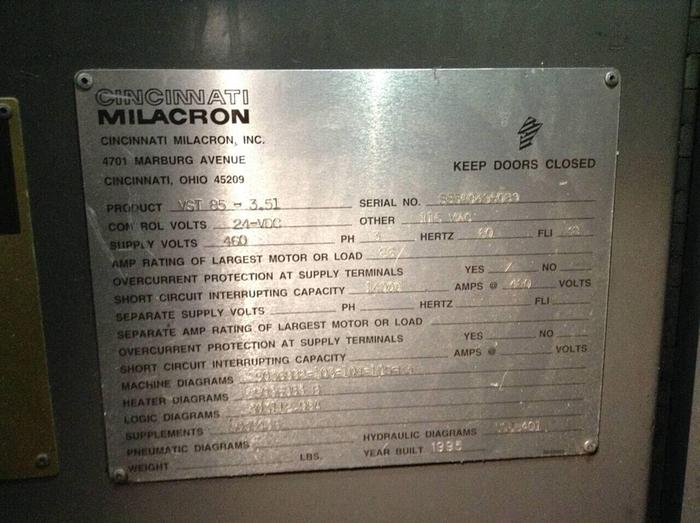 CINCINNATI
MILACRON
CINCINNATI MILACRON, INC.
4701 MARBURG AVENUE
CINCINNATI, OHIO 45209
KEEP DOORS CLOSED
PRODUCT VST 85 - 3.51 SERIAL NO.
CONTROL VOLTS 24-VDC OTHER 115 VAC
SUPPLY VOLTS 460 PH 3 HERTZ 60 FLI
AMP RATING OF LARGEST MOTOR OR LOAD
OVERCURRENT PROTECTION AT SUPPLY TERMINALS YES / NO
SHORT CIRCUIT INTERRUPTING CAPACITY AMPS @ 480 VOLTS
SEPARATE SUPPLY VOLTS PH HERTZ FLI
SEPARATE AMP RATING OF LARGEST MOTOR OR LOAD
OVERCURRENT PROTECTION AT SUPPLY TERMINALS YES NO
SHORT CIRCUIT INTERRUPTING CAPACITY AMPS @ VOLTS
MACHINE DIAGRAMS
HEATER DIAGRAMS
LOGIC DIAGRAMS
SUPPLEMENTS
PNEUMATIC DIAGRAMS HYDRAULIC DIAGRAMS
WEIGHT LBS. YEAR BUILT 1995